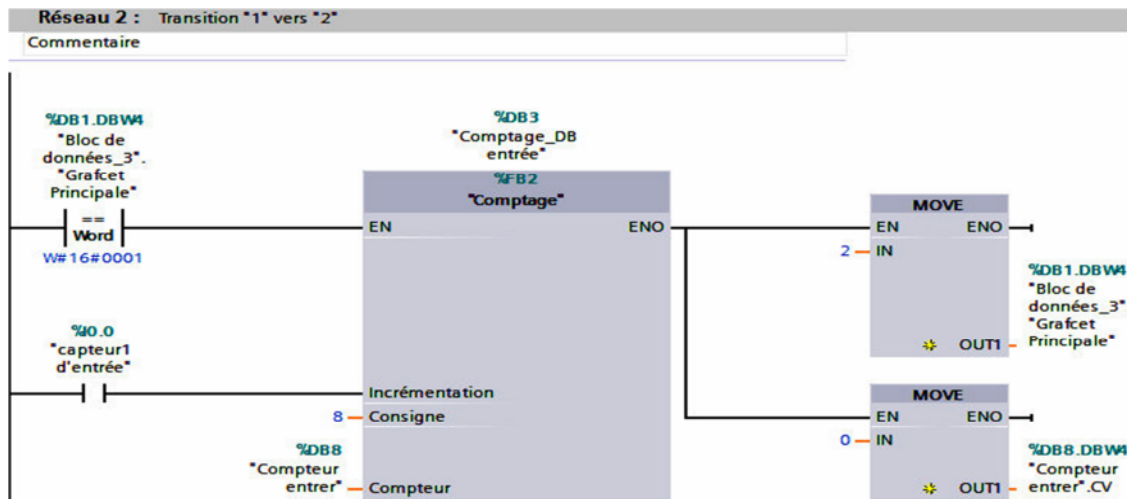 Réseau 2 : Transition "1" vers "2"
Commentaire
%DB1.DBW4
"Bloc de
données_3".
"Grafcet
Principale"
==
Word
W#16#0001
%DB3
"Comptage_DB
entrée"
%FB2
"Comptage"
EN
ENO
%I0.0
"capteur1
d'entrée"
Incrémentation
8
Consigne
%DB8
"Compteur
entrer"
Compteur
MOVE
EN
ENO
2
IN
OUT1
%DB1.DBW4
"Bloc de
données_3"
"Grafcet
Principale"
MOVE
EN
ENO
0
IN
OUT1
%DB8.DBW4
"Compteur
entrer".CV